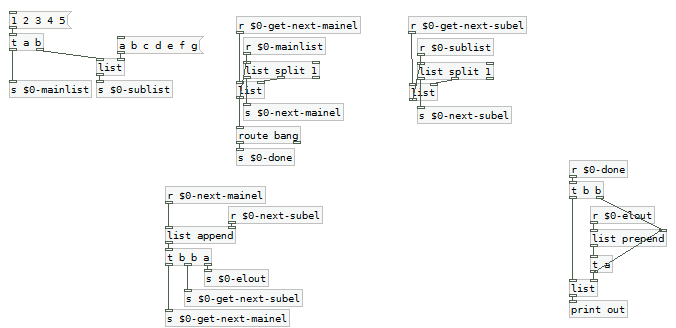 1 2 3 4 5
t a b
a b c d e f g
list
s $0-mainlist
s $0-sublist
r $0-get-next-mainel
r $0-mainlist
list split 1
list
s $0-next-mainel
route bang
s $0-done
r $0-get-next-subel
r $0-sublist
list split 1
list
s $0-next-subel
r $0-next-mainel
r $0-next-subel
list append
t b b a
s $0-elout
s $0-get-next-subel
s $0-get-next-mainel
r $0-done
t b b
r $0-elout
list prepend
t a
list
print out